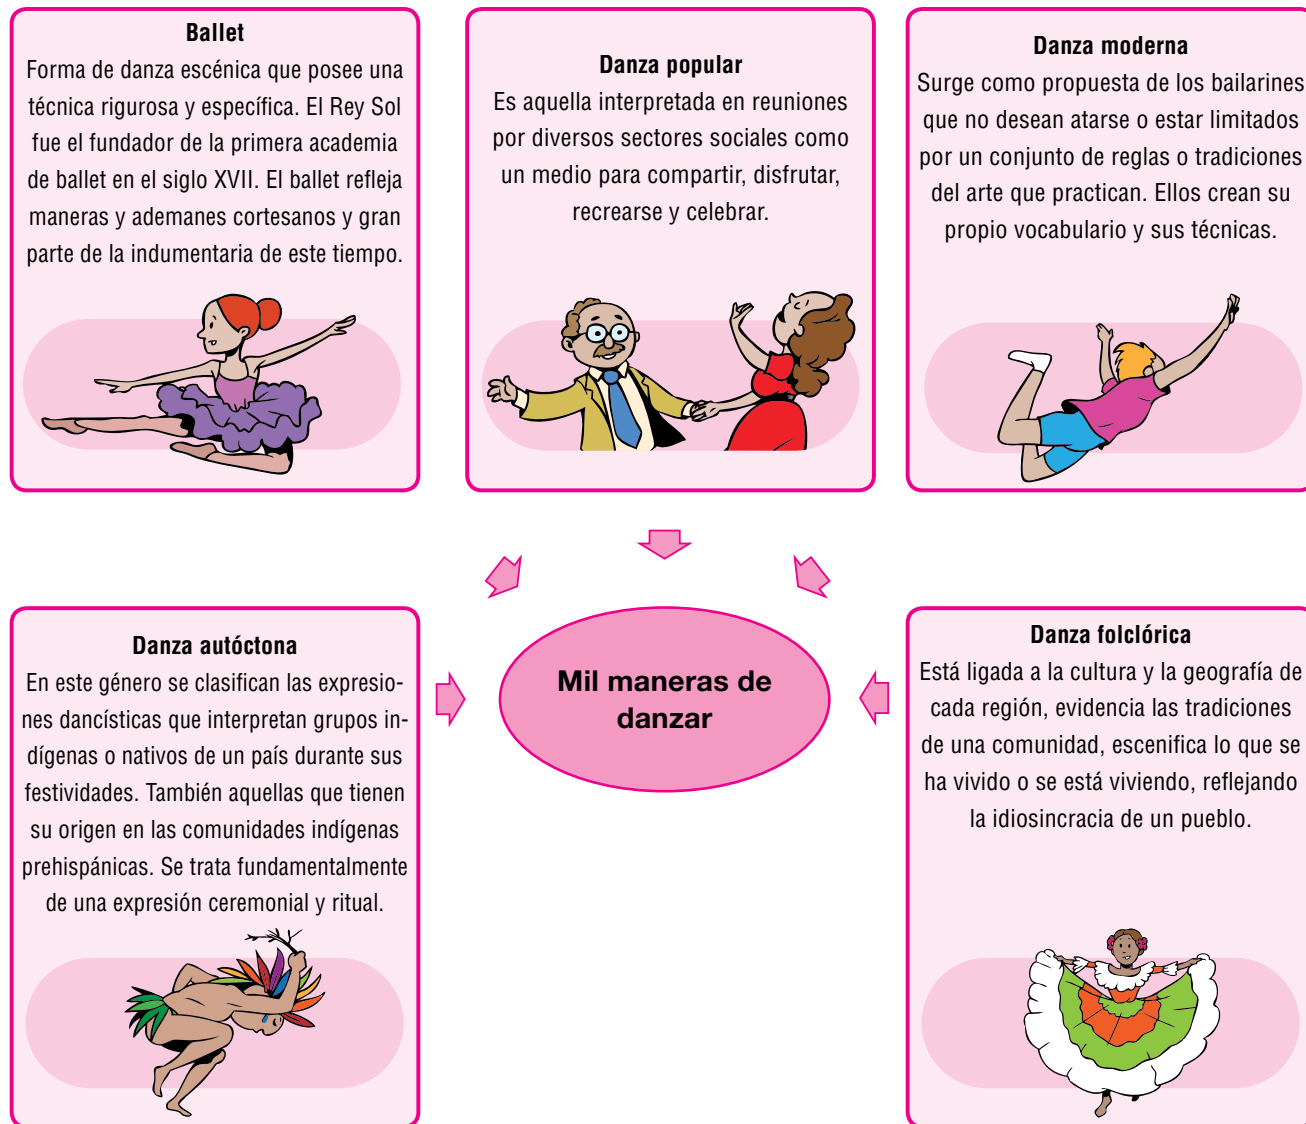 Ballet
Forma de danza escénica que posee una
técnica rigurosa y específica. El Rey Sol
fue el fundador de la primera academia
de ballet en el siglo XVII. El ballet refleja
maneras y ademanes cortesanos y gran
parte de la indumentaria de este tiempo.
Danza popular
Es aquella interpretada en reuniones
por diversos sectores sociales como
un medio para compartir, disfrutar,
recrearse y celebrar.
Danza moderna
Surge como propuesta de los bailarines
que no desean atarse o estar limitados
por un conjunto de reglas o tradiciones
del arte que practican. Ellos crean su
propio vocabulario y sus técnicas.
Danza autóctona
En este género se clasifican las expresio-
nes dancísticas que interpretan grupos in-
dígenas o nativos de un país durante sus
festividades. También aquellas que tienen
su origen en las comunidades indígenas
prehispánicas. Se trata fundamentalmente
de una expresión ceremonial y ritual.
Mil maneras de
danzar
Danza folclórica
Está ligada a la cultura y la geografía de
cada región, evidencia las tradiciones
de una comunidad, escenifica lo que se
ha vivido o se está viviendo, reflejando
la idiosincracia de un pueblo.